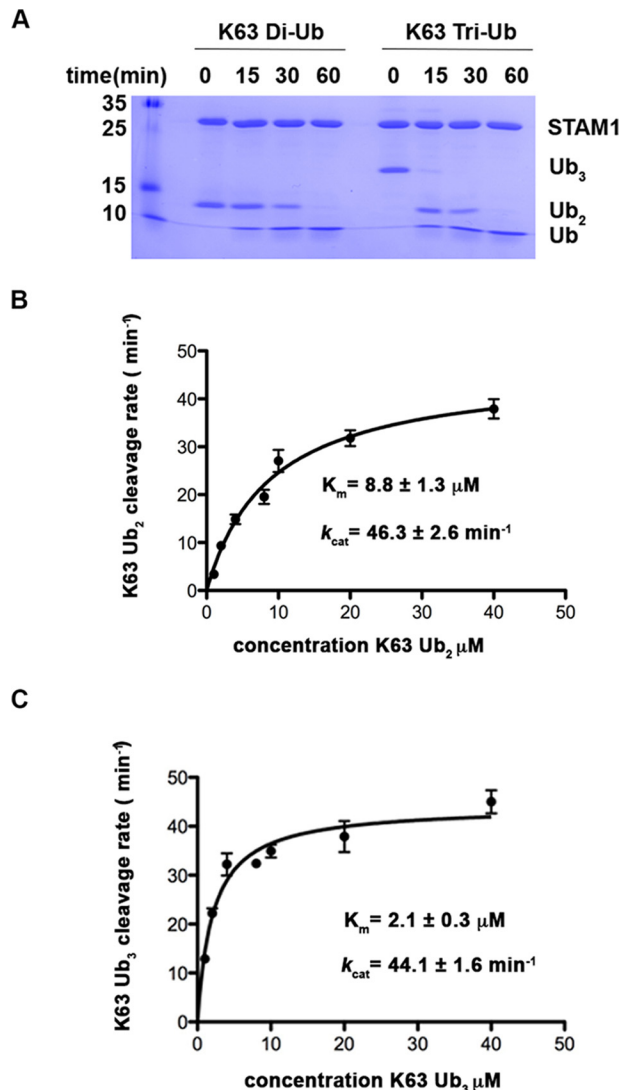 A
K63 Di-Ub K63 Tri-Ub
time(min) 0 15 30 60 0 15 30 60
35
25
15
10
STAM1
Ub3
Ub2
Ub
B
K63 Ub2 cleavage rate ( min-1)
50
40
30
20
10
0
Km= 8.8 ± 1.3 μM
kcat= 46.3 ± 2.6 min-1
0 10 20 30 40 50
concentration K63 Ub2 μM
C
K63 Ub3 cleavage rate ( min-1)
50
40
30
20
10
0
Km= 2.1 ± 0.3 μM
kcat= 44.1 ± 1.6 min-1
0 10 20 30 40 50
concentration K63 Ub3 μM